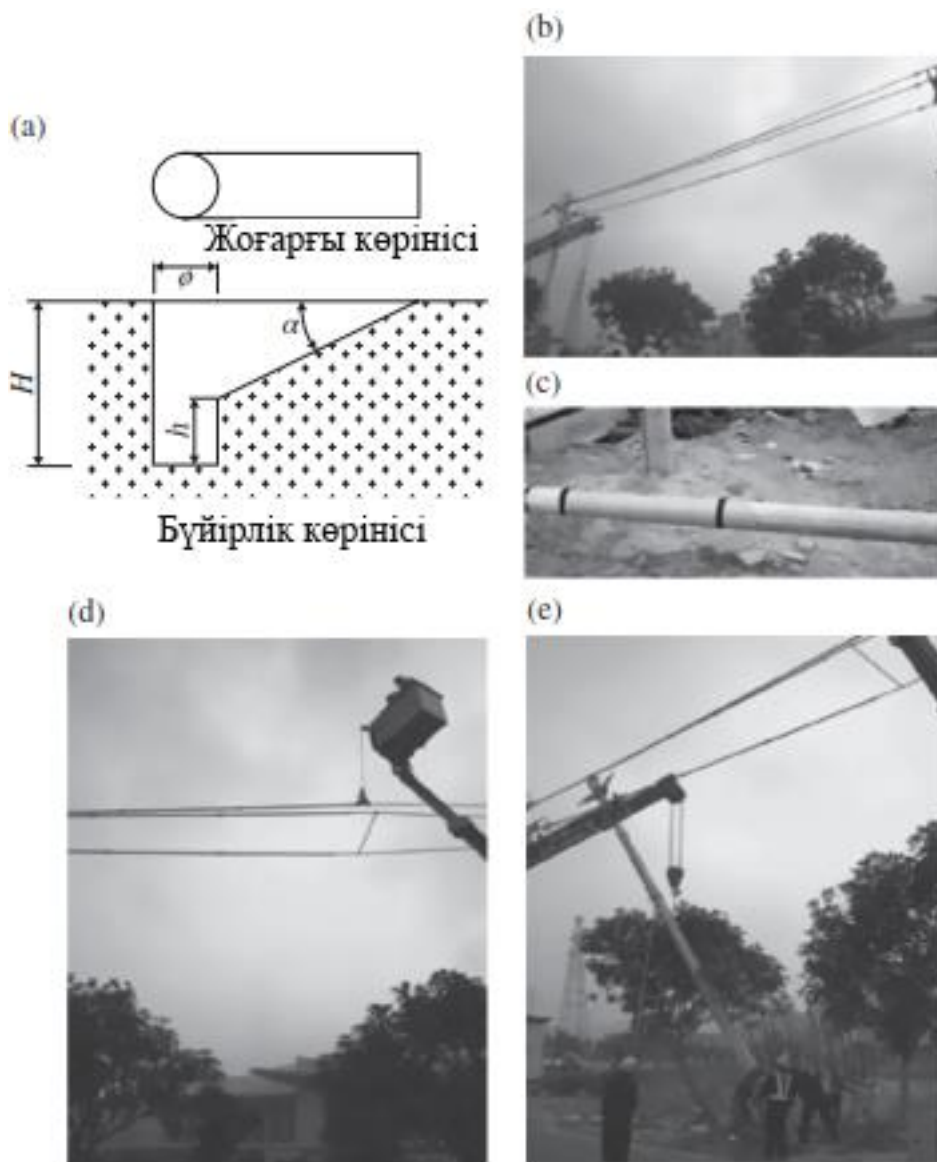 (a)
Жоғарғы көрінісі
ø
α
H
h
Бүйірлік көрінісі
(b)
(c)
(d)
(e)